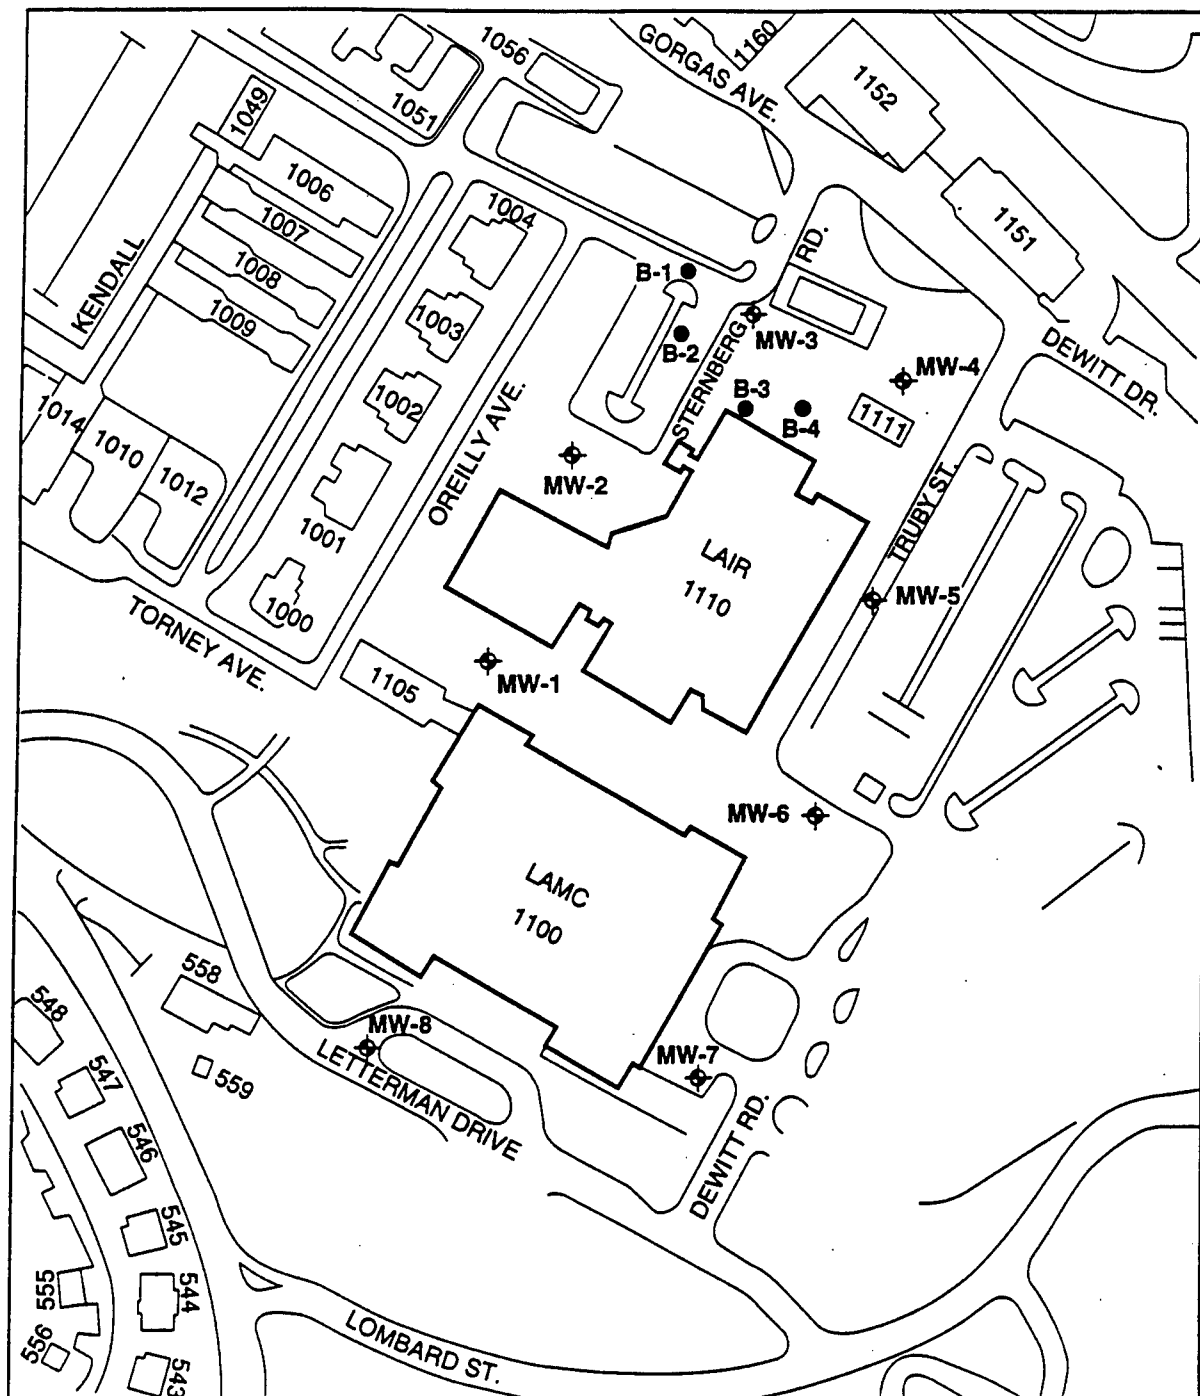 GORGAS AVE.
1160
1056
1152
1051
1049
1006
1151
1007
1004
1008
RD.
KENDALL
B-1
1009
1003
STERNBERG
MW-3
B-2
DEWITT DR.
MW-4
1002
B-3
1014
B-4
1111
1010
OREILLY AVE.
1012
MW-2
TRUBY ST.
1001
LAIR
1110
MW-5
1000
TORNEY AVE.
1105
MW-1
MW-6
LAMC
1100
558
548
MW-8
MW-7
547
559
LETTERMAN DRIVE
546
DEWITT RD.
545
555
544
556
LOMBARD ST.
543